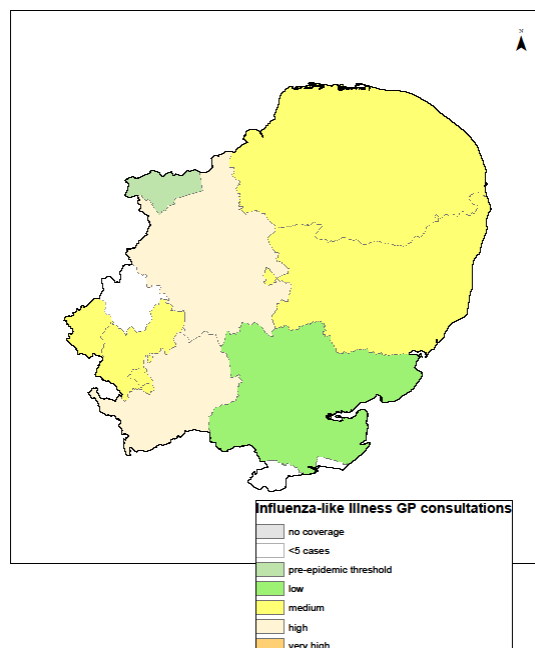 N
Influenza-like Illness GP consultations
no coverage
<5 cases
pre-epidemic threshold
low
medium
high
very high